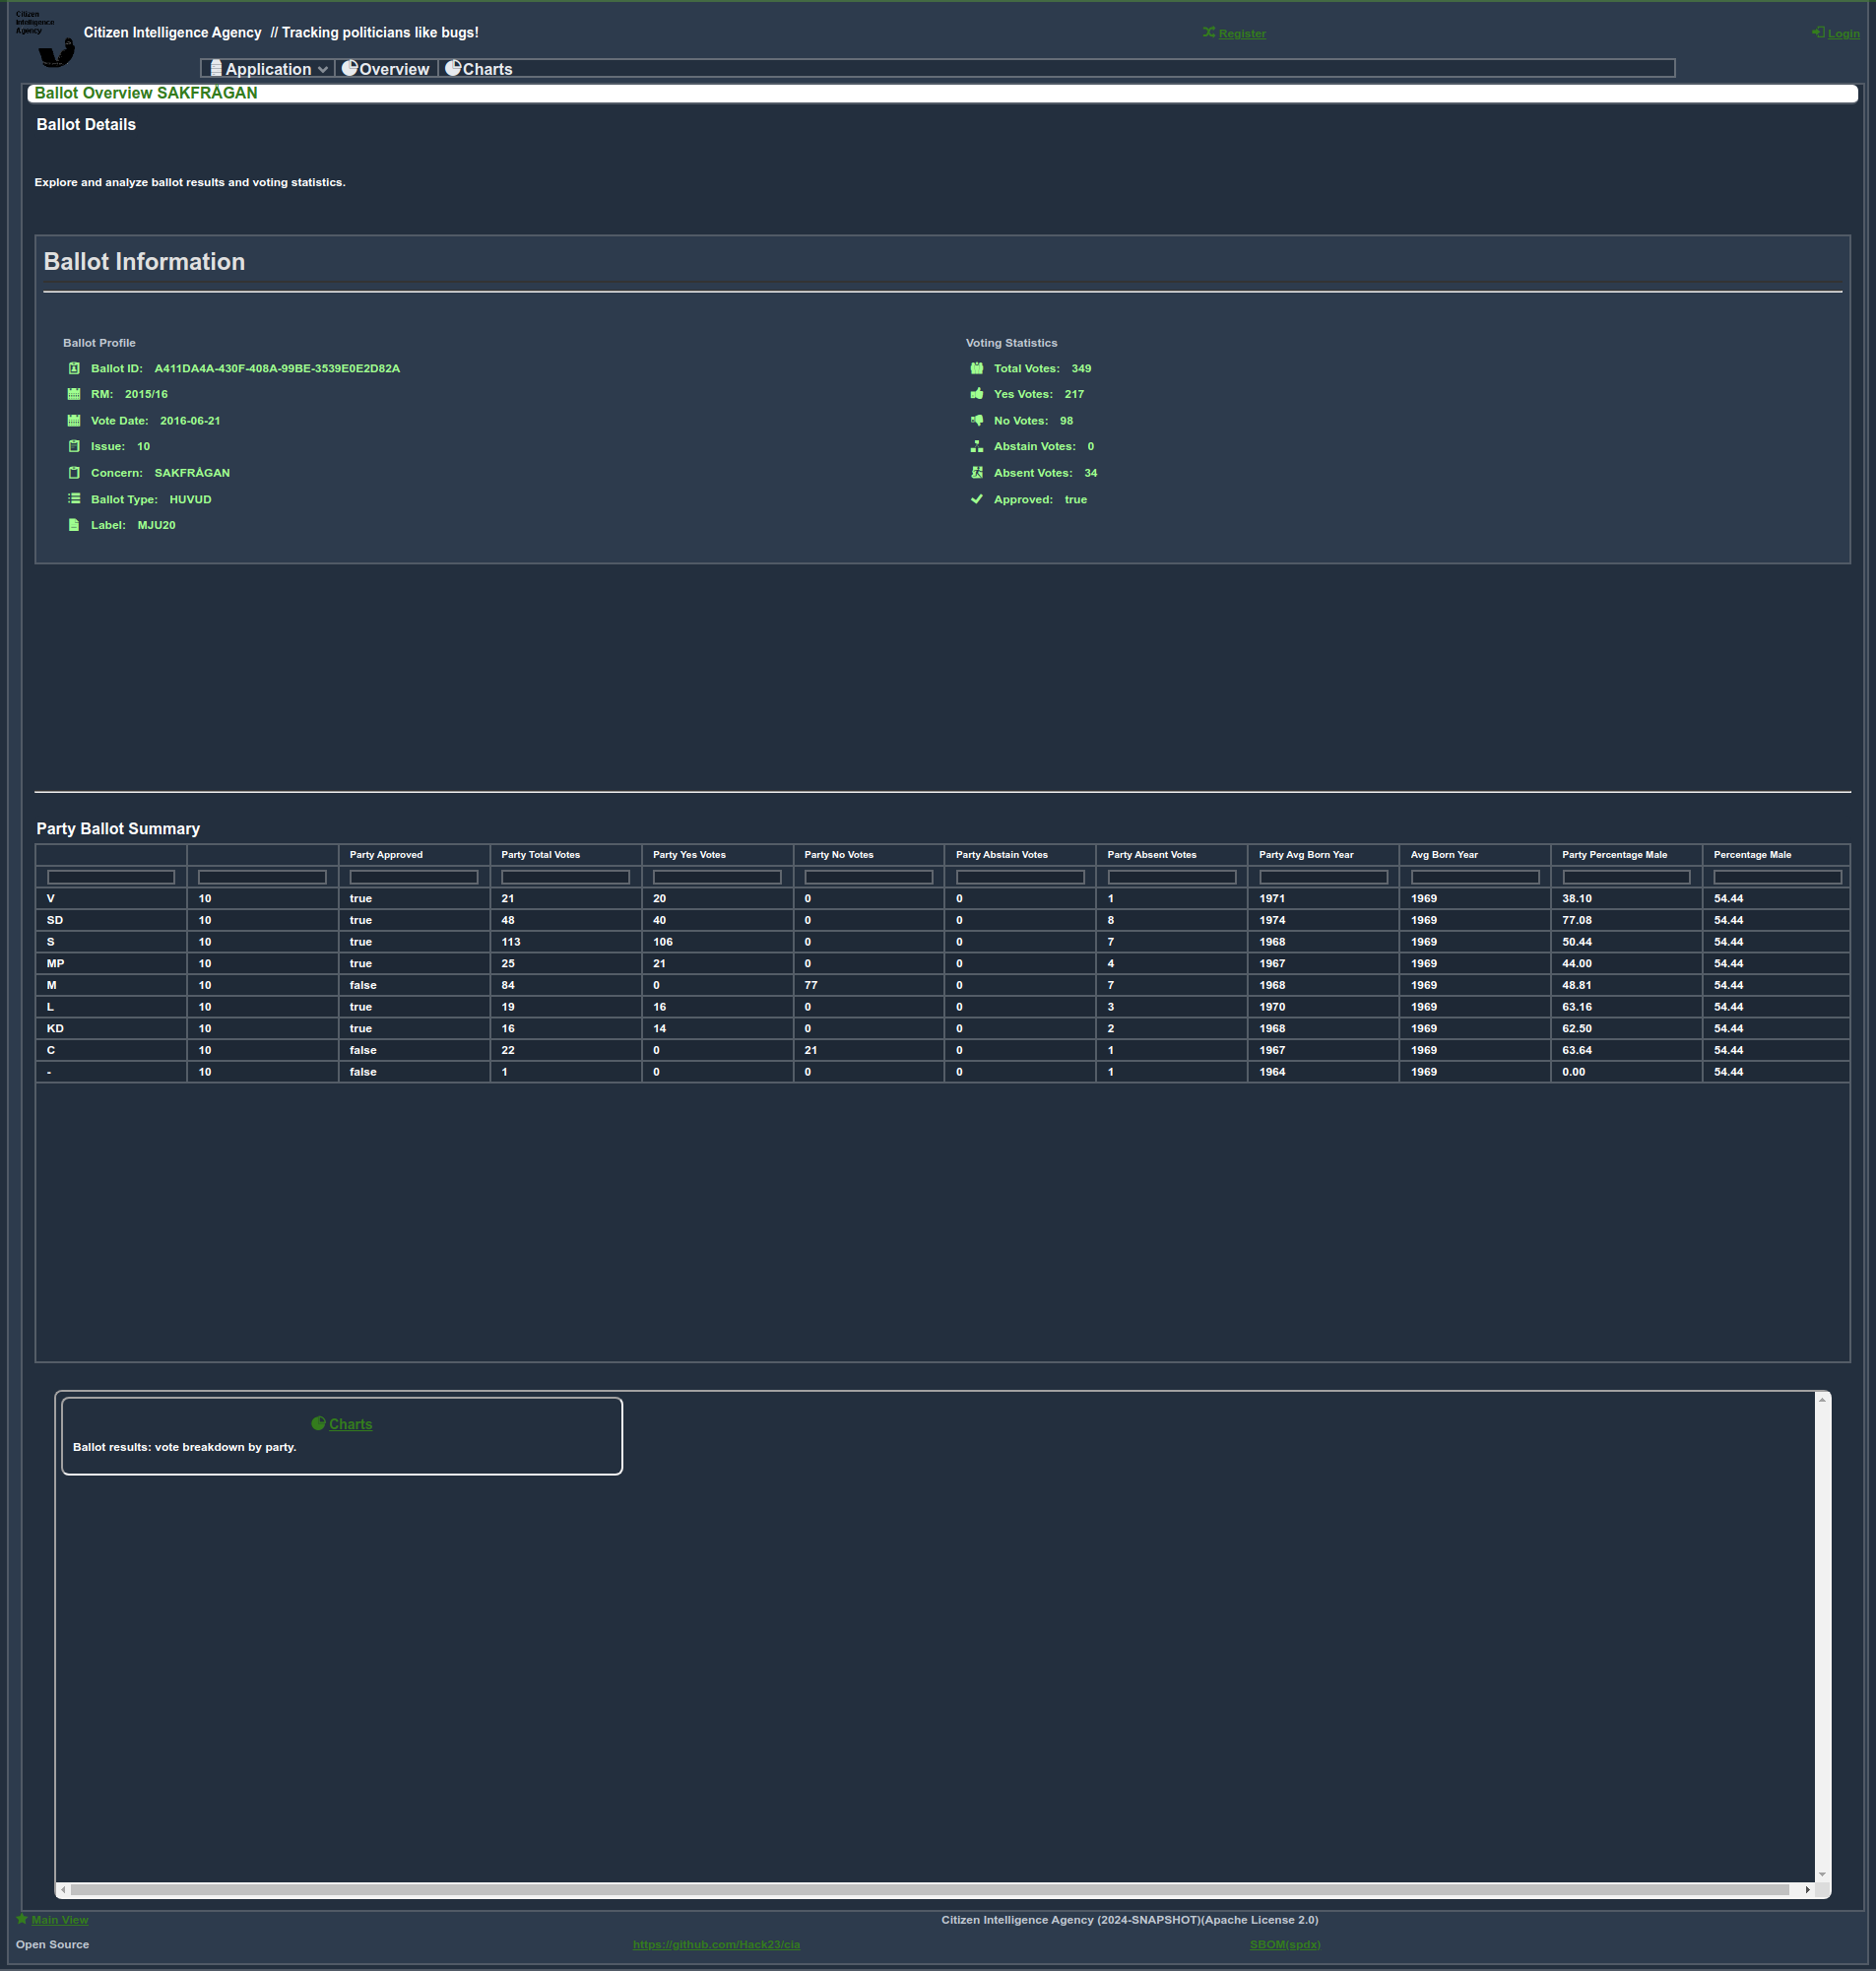 Citizen
Intelligence
Agency
Citizen Intelligence Agency // Tracking politicians like bugs!
Register
Login
Application Overview Charts
Ballot Overview SAKFRÅGAN
Ballot Details
Explore and analyze ballot results and voting statistics.
Ballot Information
Ballot Profile
Ballot ID: A411DA4A-430F-408A-99BE-3539E0E2D82A
RM: 2015/16
Vote Date: 2016-06-21
Issue: 10
Concern: SAKFRÅGAN
Ballot Type: HUVUD
Label: MJU20
Voting Statistics
Total Votes: 349
Yes Votes: 217
No Votes: 98
Abstain Votes: 0
Absent Votes: 34
Approved: true
Party Ballot Summary
Party Approved Party Total Votes Party Yes Votes Party No Votes Party Abstain Votes Party Absent Votes Party Avg Born Year Avg Born Year Party Percentage Male Percentage Male
V 10 true 21 20 0 0 1 1971 1969 38.10 54.44
SD 10 true 48 40 0 0 8 1974 1969 77.08 54.44
S 10 true 113 106 0 0 7 1968 1969 50.44 54.44
MP 10 true 25 21 0 0 4 1967 1969 44.00 54.44
M 10 false 84 0 77 0 7 1968 1969 48.81 54.44
L 10 true 19 16 0 0 3 1970 1969 63.16 54.44
KD 10 true 16 14 0 0 2 1968 1969 62.50 54.44
C 10 false 22 0 21 0 1 1967 1969 63.64 54.44
- 10 false 1 0 0 0 1 1964 1969 0.00 54.44
Charts
Ballot results: vote breakdown by party.
Main View
Citizen Intelligence Agency (2024-SNAPSHOT)(Apache License 2.0)
Open Source
https://github.com/Hack23/cia
SBOM(spdx)